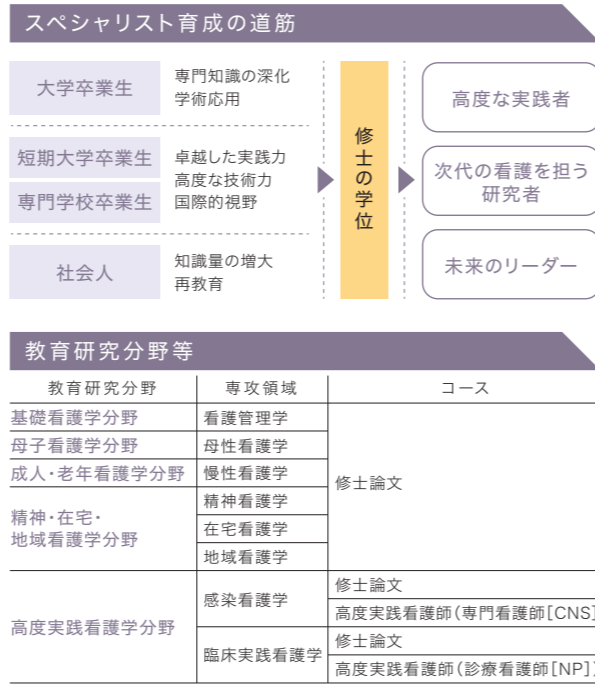 スペシャリスト育成の道筋
大学卒業生
専門知識の深化
学術応用
短期大学卒業生
専門学校卒業生
卓越した実践力
高度な技術力
国際的視野
社会人
知識量の増大
再教育
修士の学位
高度な実践者
次代の看護を担う
研究者
未来のリーダー
教育研究分野等
教育研究分野 専攻領域 コース
基礎看護学分野 看護管理学
母子看護学分野 母性看護学
成人・老年看護学分野 慢性看護学
修士論文
精神・在宅・
地域看護学分野
精神看護学
在宅看護学
地域看護学
高度実践看護学分野
感染看護学
修士論文
高度実践看護師(専門看護師[CNS]
臨床実践看護学
修士論文
高度実践看護師(診療看護師[NP])